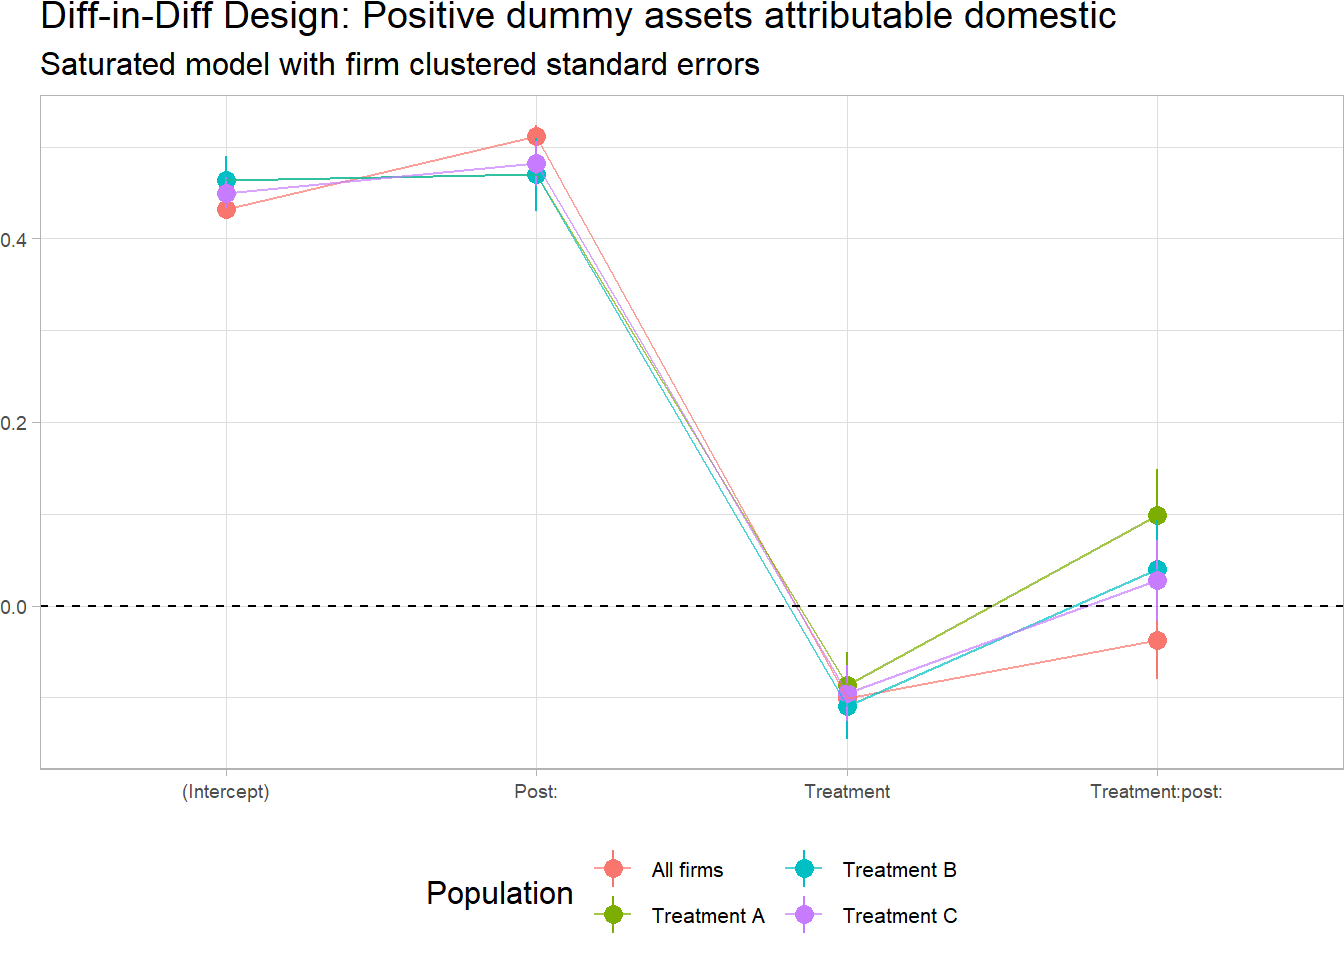 Diff-in-Diff Design: Positive dummy assets attributable domestic
Saturated model with firm clustered standard errors
0.4
0.2
0.0
(Intercept)
Post:
Treatment
Treatment:post:
Population
All firms
Treatment A
Treatment B
Treatment C